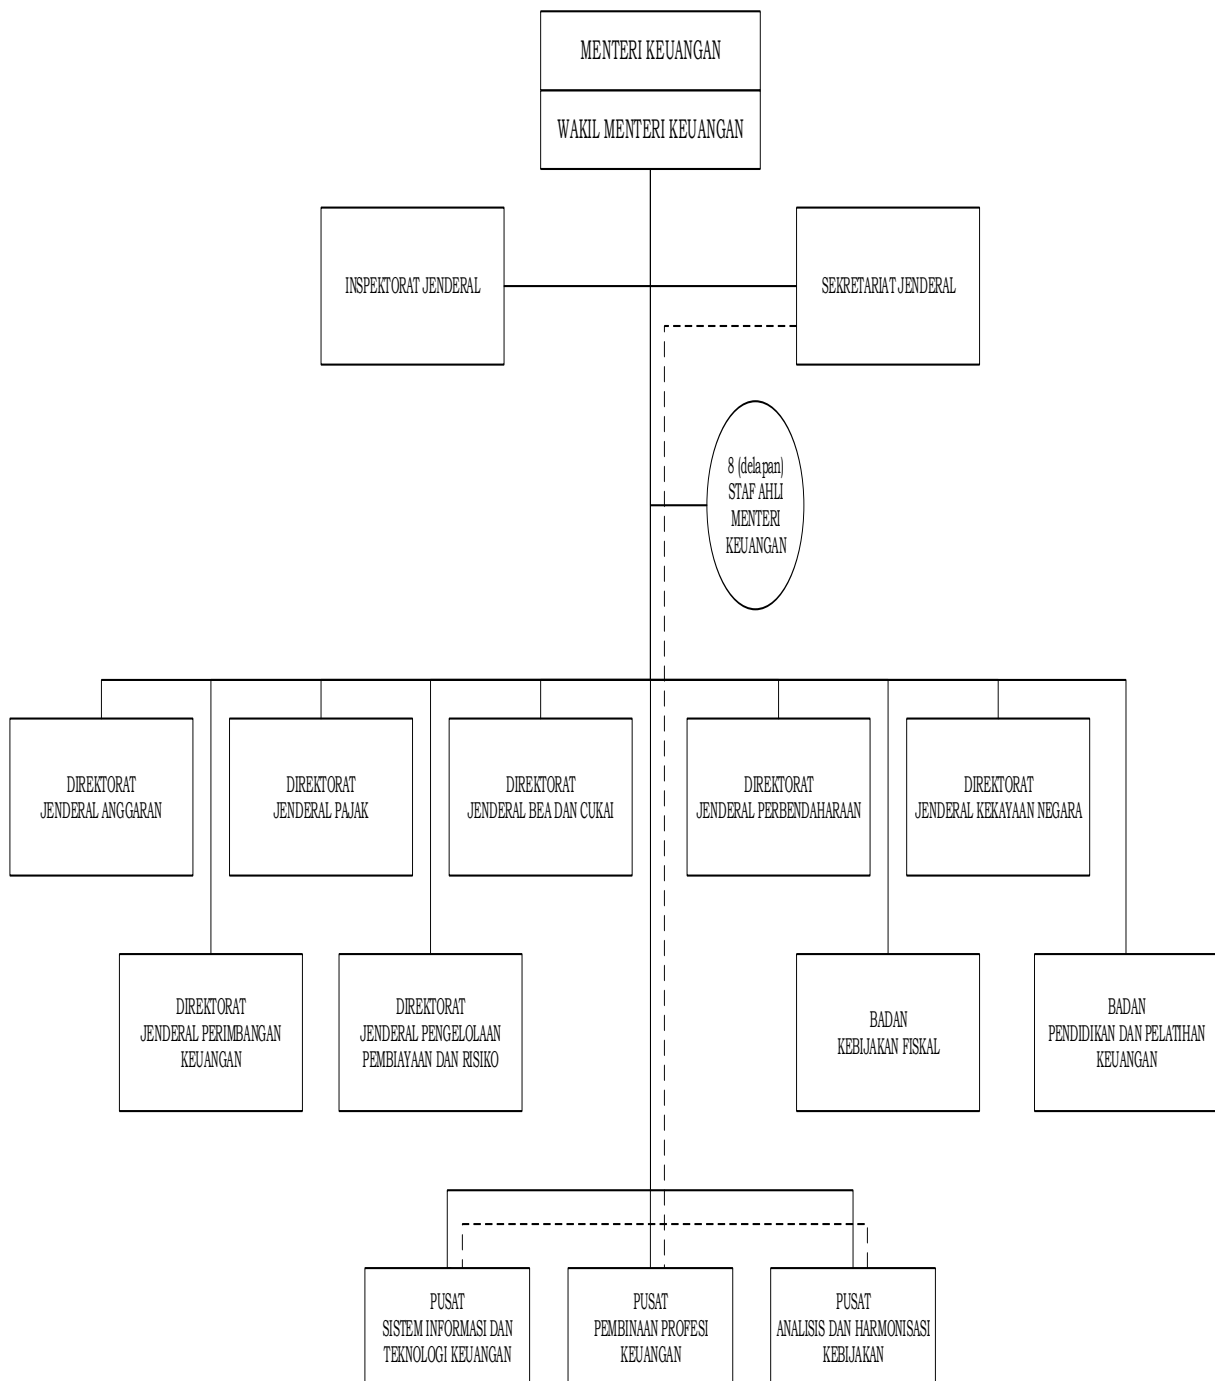 MENTERI KEUANGAN
WAKIL MENTERI KEUANGAN
INSPEKTORAT JENDERAL
SEKRETARIAT JENDERAL
8 (delapan)
STAF AHLI
MENTERI
KEUANGAN
DIREKTORAT
JENDERAL ANGGARAN
DIREKTORAT
JENDERAL PAJAK
DIREKTORAT
JENDERAL BEA DAN CUKAI
DIREKTORAT
JENDERAL PERBENDAHARAAN
DIREKTORAT
JENDERAL KEKAYAAN NEGARA
DIREKTORAT
JENDERAL PERIMBANGAN
KEUANGAN
DIREKTORAT
JENDERAL PENGELOLAAN
PEMBIAYAAN DAN RISIKO
BADAN
KEBIJAKAN FISKAL
BADAN
PENDIDIKAN DAN PELATIHAN
KEUANGAN
PUSAT
SISTEM INFORMASI DAN
TEKNOLOGI KEUANGAN
PUSAT
PEMBINAAN PROFESI
KEUANGAN
PUSAT
ANALISIS DAN HARMONISASI
KEBIJAKAN